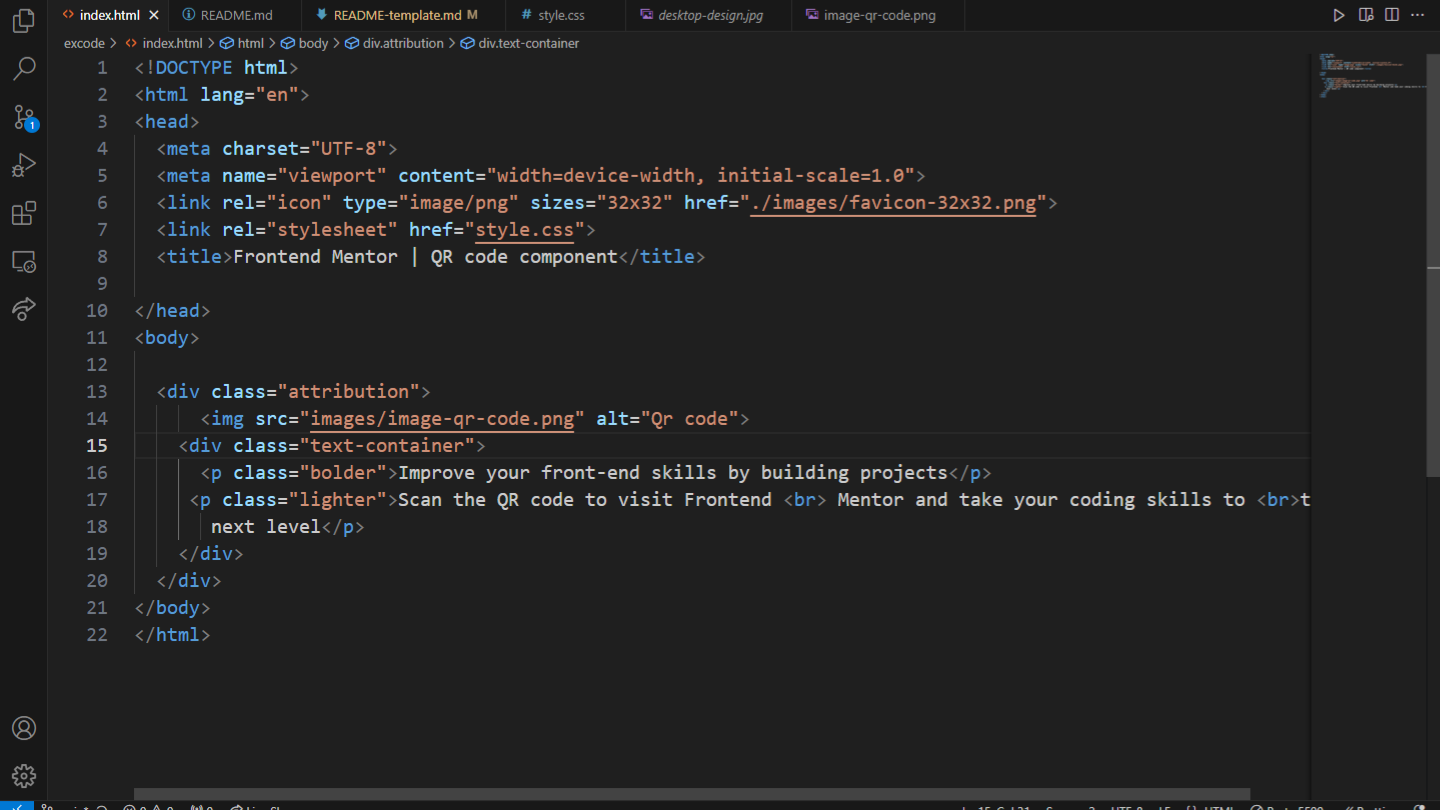 index.html README.md README-template.md M style.css desktop-design.jpg image-qr-code.png
excode > index.html > html > body > div.attribution > div.text-container
1 <!DOCTYPE html>
2 <html lang="en">
3 <head>
4 <meta charset="UTF-8">
5 <meta name="viewport" content="width=device-width, initial-scale=1.0">
6 <link rel="icon" type="image/png" sizes="32x32" href="./images/favicon-32x32.png">
7 <link rel="stylesheet" href="style.css">
8 <title>Frontend Mentor | QR code component</title>
9
10 </head>
11 <body>
12
13 <div class="attribution">
14 <img src="images/image-qr-code.png" alt="Qr code">
15 <div class="text-container">
16 <p class="bolder">Improve your front-end skills by building projects</p>
17 <p class="lighter">Scan the QR code to visit Frontend <br> Mentor and take your coding skills to <br>t
18 next level</p>
19 </div>
20 </div>
21 </body>
22 </html>
1